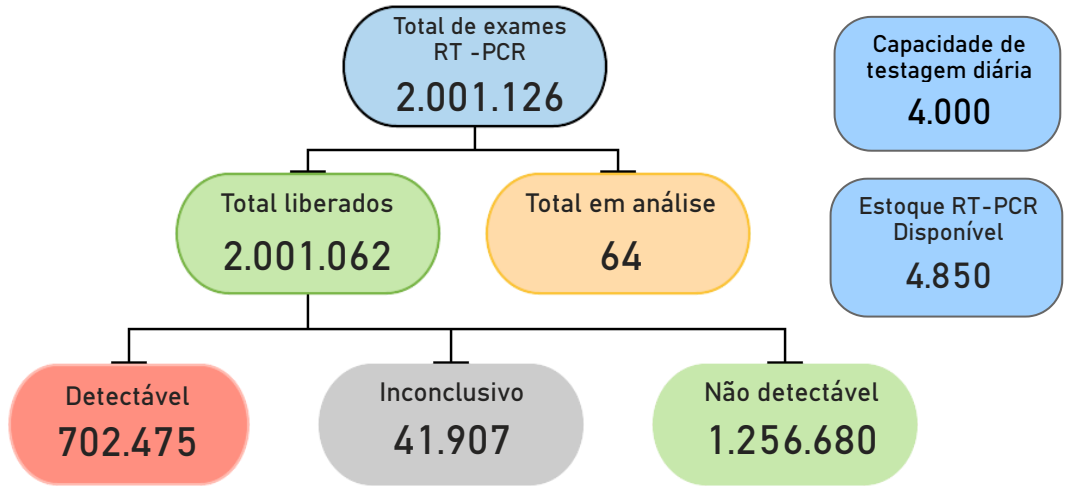 Total de exames
RT -PCR
2.001.126
Capacidade de
testagem diária
4.000
Total liberados
2.001.062
Total em análise
64
Estoque RT-PCR
Disponível
4.850
Detectável
702.475
Inconclusivo
41.907
Não detectável
1.256.680